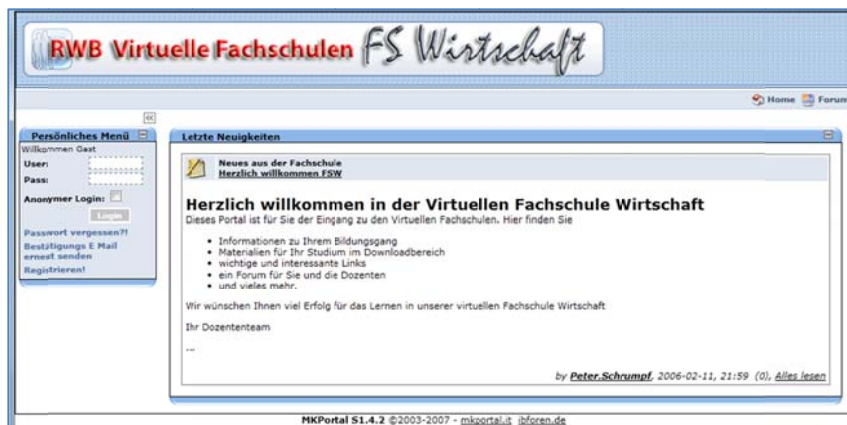 RWB Virtuelle Fachschulen FS Wirtschaft
Home Forum
Persönliches Menü
Willkommen Gast
User:
Pass:
Anonymer Login:
Login
Passwort vergessen?!
Bestätigungs E Mail
ernest senden
Registrieren!
Letzte Neuigkeiten
Neues aus der Fachschule
Herzlich willkommen FSW
Herzlich willkommen in der Virtuellen Fachschule Wirtschaft
Dieses Portal ist für Sie der Eingang zu den Virtuellen Fachschulen. Hier finden Sie
• Informationen zu Ihrem Bildungsgang
• Materialien für Ihr Studium im Downloadbereich
• wichtige und interessante Links
• ein Forum für Sie und die Dozenten
• und vieles mehr.
Wir wünschen Ihnen viel Erfolg für das Lernen in unserer virtuellen Fachschule Wirtschaft
Ihr Dozententeam
...
by Peter.Schrumpf, 2006-02-11, 21:59 (0), Alles lesen
MKPortal S1.4.2 ©2003-2007 - mkportal.it ibforen.de